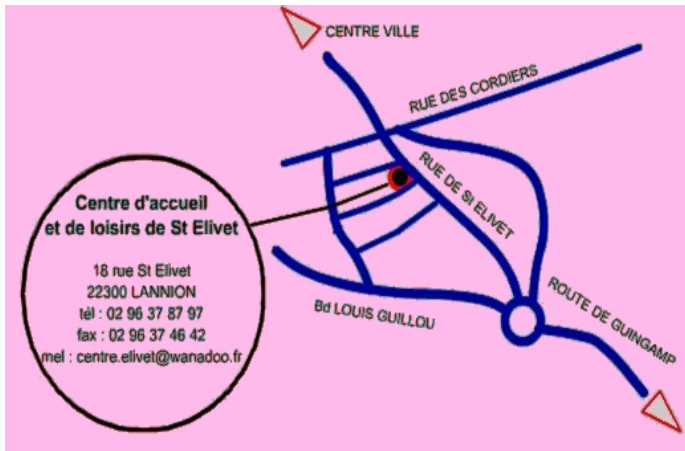 CENTRE VILLE
RUE DES CORDIERS
RUE DE St ELIVET
Centre d'accueil
et de loisirs de St Elivet
18 rue St Elivet
22300 LANNION
tél : 02 96 37 87 97
fax : 02 96 37 46 42
mel : centre.elivet@wanadoo.fr
Bd LOUIS GUILLOU
ROUTE DE GUINGAMP